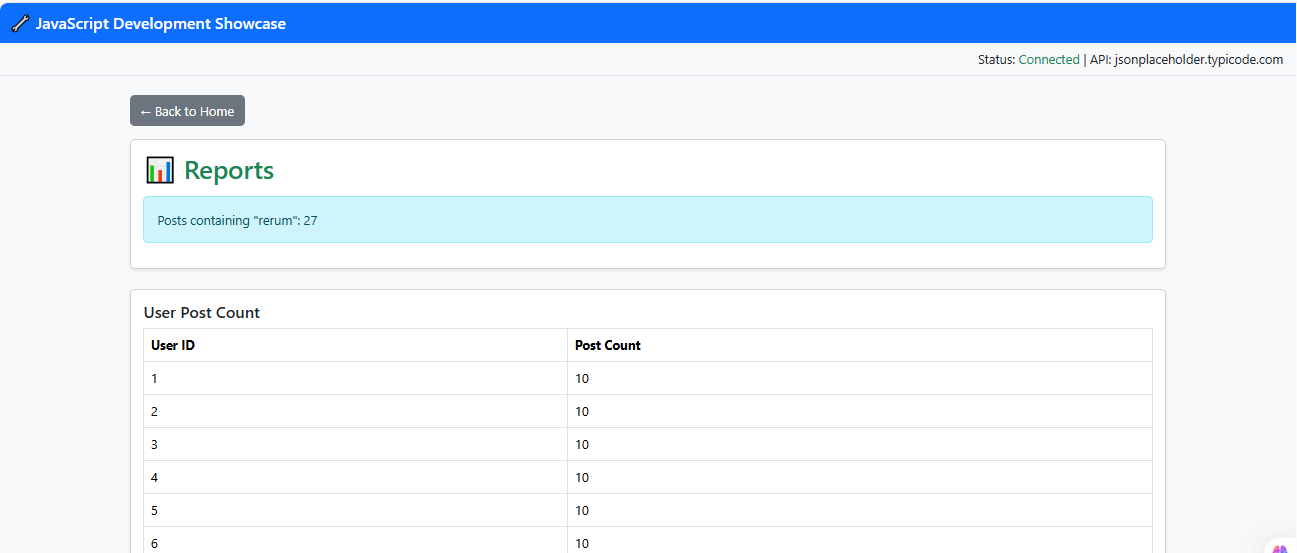 JavaScript Development Showcase
Status: Connected | API: jsonplaceholder.typicode.com
← Back to Home
Reports
Posts containing "rerum": 27
User Post Count
User ID Post Count
1 10
2 10
3 10
4 10
5 10
6 10